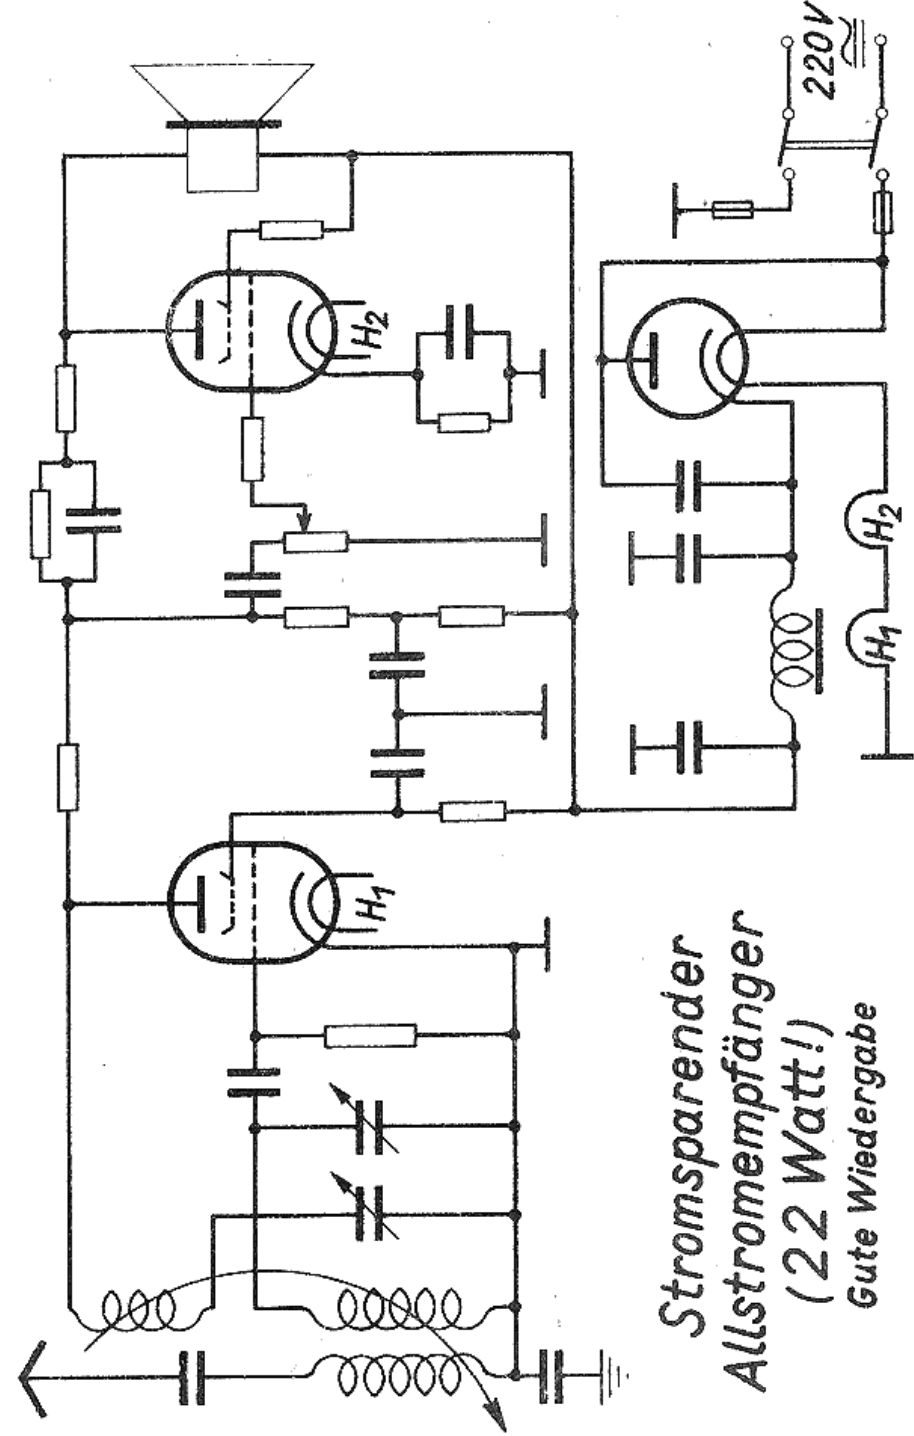 220V
H2
H2
H1
H1
Stromsparender
Allstromempfänger
(22 Watt!)
Gute Wiedergabe